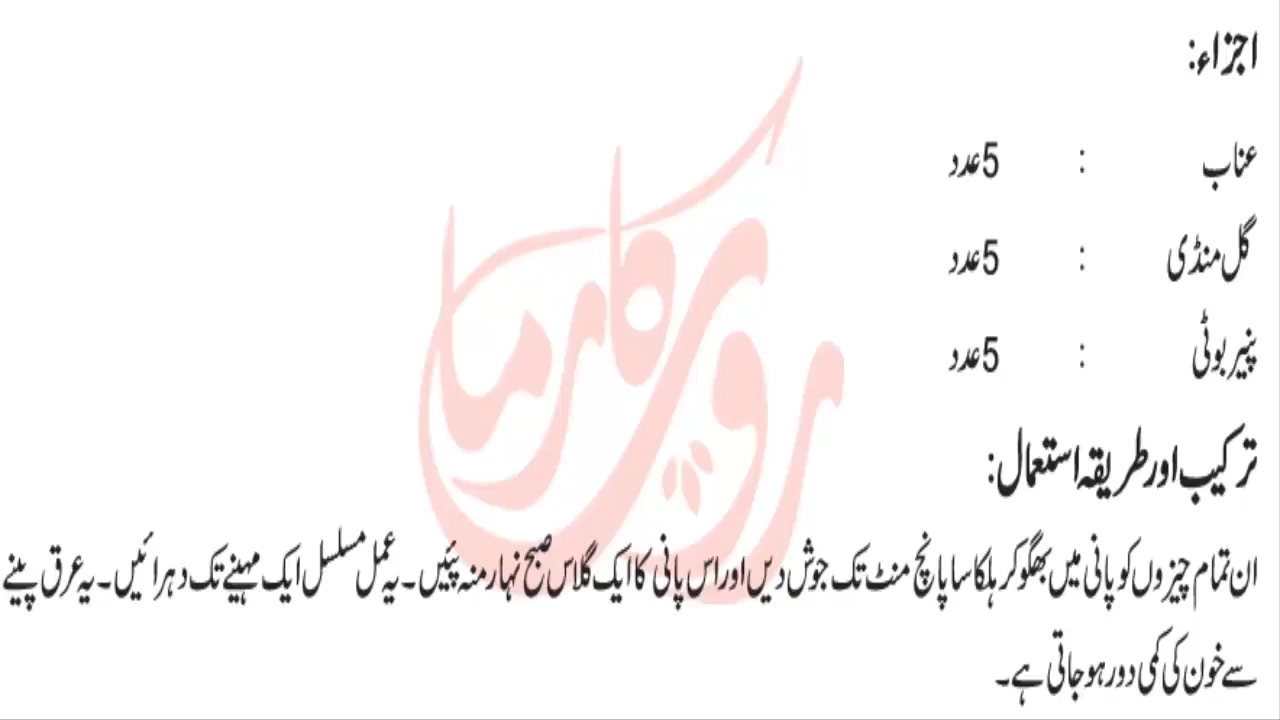 اجزاء:
عناب : 5عدد
گل منڈی : 5عدد
پنیر بوٹی : 5عدد
ترکیب اور طریقہ استعمال:
ان تمام چیزوں کو پانی میں بھگو کر ہلکا سا پانچ منٹ تک جوش دیں اور اس پانی کا ایک گلاس صبح نہار منہ پئیں۔ یہ عمل مسلسل ایک مہینے تک دہرائیں۔ یہ عرق پینے
سے خون کی کمی دور ہو جاتی ہے۔